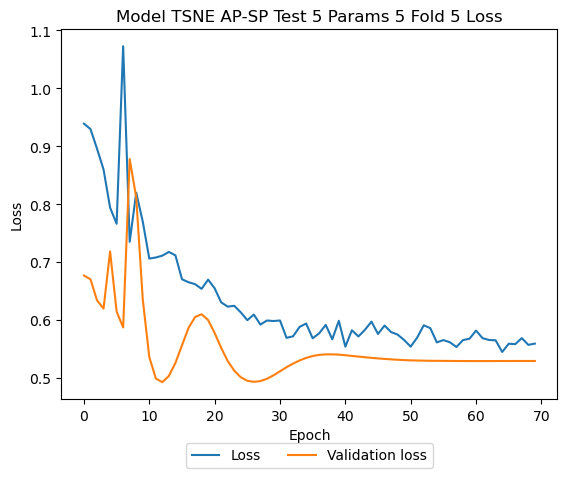 Model TSNE AP-SP Test 5 Params 5 Fold 5 Loss
1.1
1.0
0.9
0.8
0.7
0.6
0.5
Loss
0 10 20 30 40 50 60 70
Epoch
Loss Validation loss